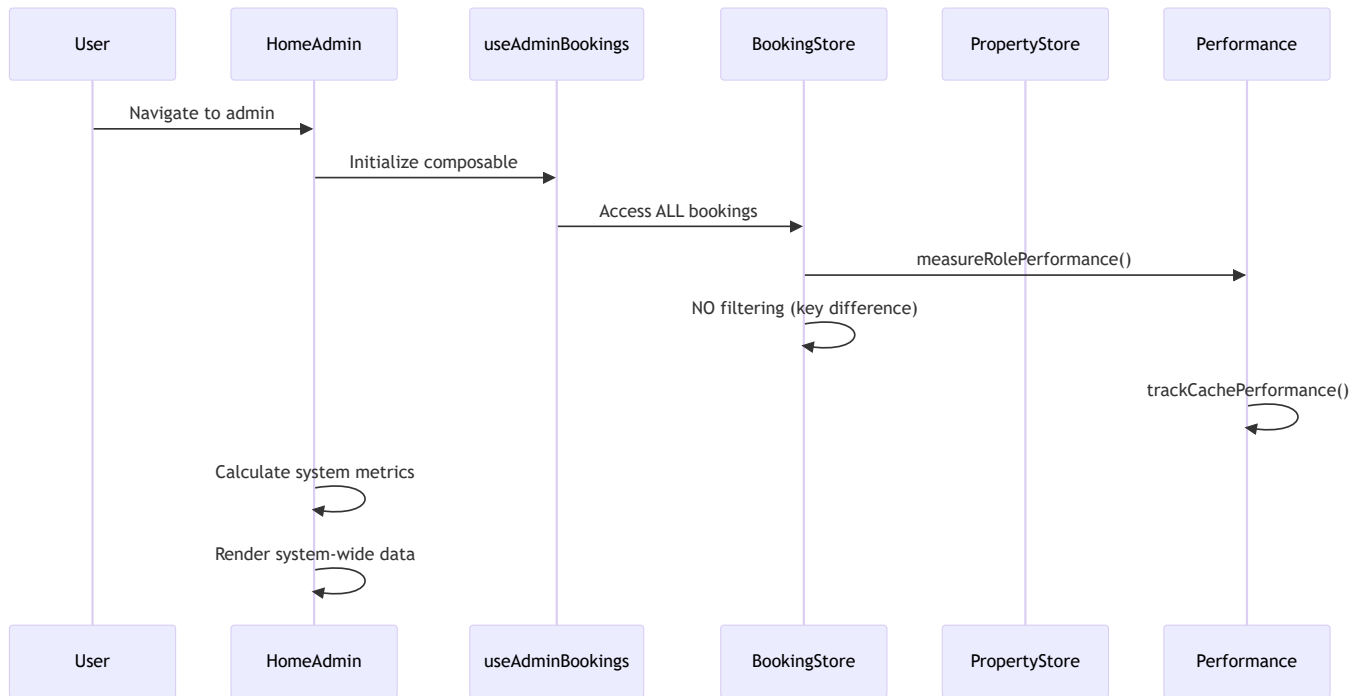 User
HomeAdmin
useAdminBookings
BookingStore
PropertyStore
Performance
Navigate to admin
Initialize composable
Access ALL bookings
measureRolePerformance()
NO filtering (key difference)
trackCachePerformance()
Calculate system metrics
Render system-wide data
User
HomeAdmin
useAdminBookings
BookingStore
PropertyStore
Performance